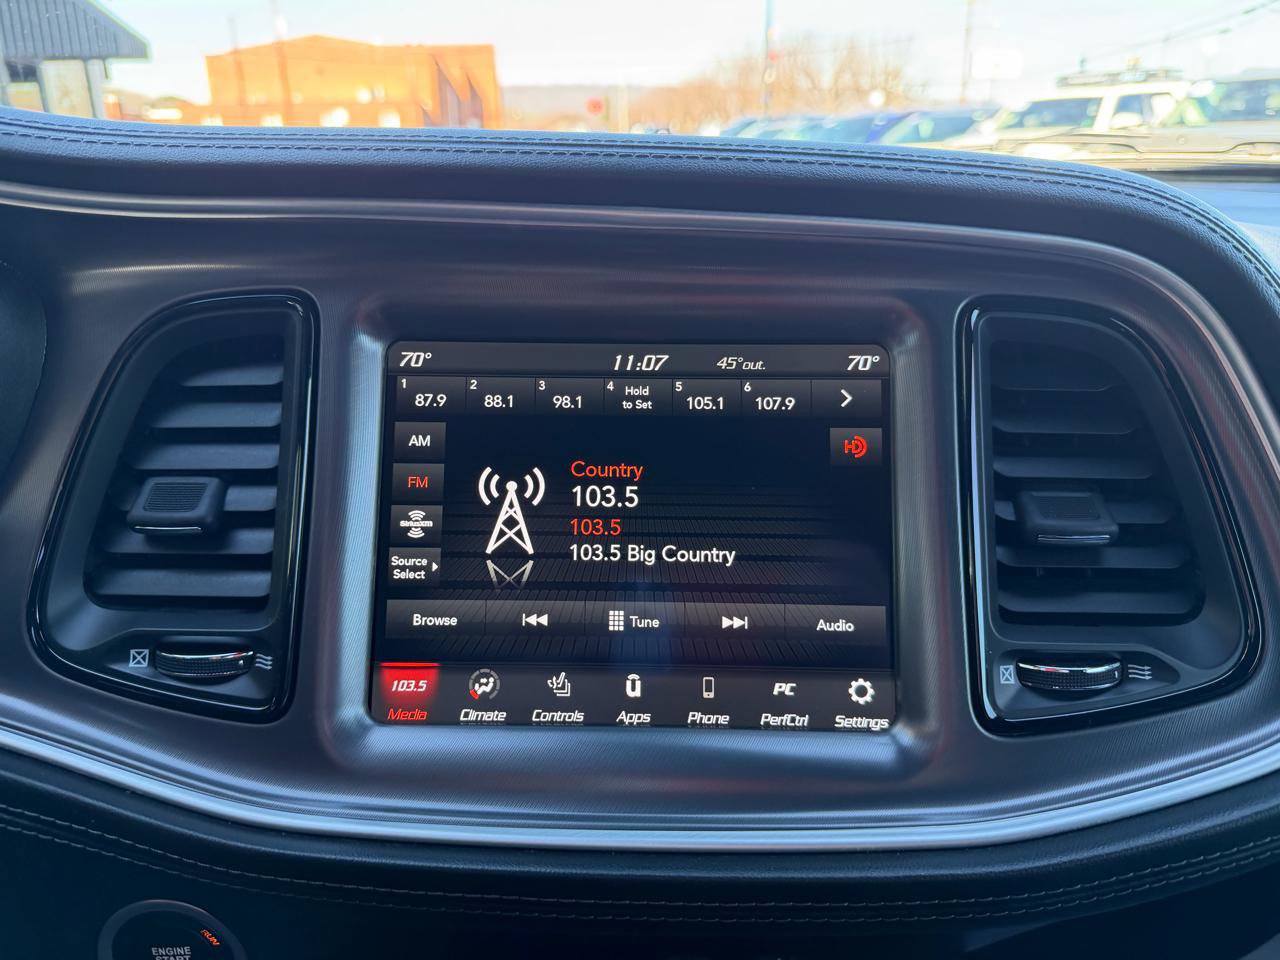 70° 11:07 45°out. 70°
1 87.9 2 88.1 3 98.1 4 Hold to Set 5 105.1 6 107.9
AM
HD
FM
SiriusXM
Source
Select
Country
103.5
103.5
103.5 Big Country
Browse Tune Audio
103.5 PC
Media Climate Controls Apps Phone PerfCtrl Settings
RUN
ENGINE
START